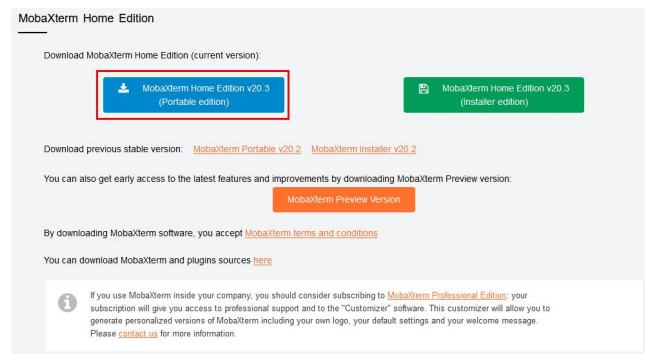 MobaXterm Home Edition
Download MobaXterm Home Edition (current version):
MobaXterm Home Edition v20.3
(Portable edition)
MobaXterm Home Edition v20.3
(Installer edition)
Download previous stable version: MobaXterm Portable v20.2 MobaXterm Installer v20.2
You can also get early access to the latest features and improvements by downloading MobaXterm Preview version:
MobaXterm Preview Version
By downloading MobaXterm software, you accept MobaXterm terms and conditions
You can download MobaXterm and plugins sources here
If you use MobaXterm inside your company, you should consider subscribing to MobaXterm Professional Edition: your
subscription will give you access to professional support and to the "Customizer" software. This customizer will allow you to
generate personalized versions of MobaXterm including your own logo, your default settings and your welcome message.
Please contact us for more information.